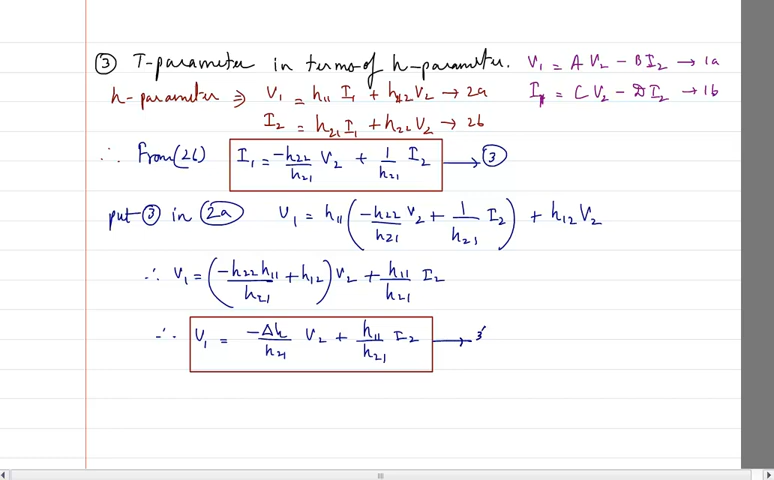 ③ T-parameter in terms of h-parameter. V₁ = A V₂ − B I₂ → 1a
h-parameter ⇒ V₁ = h₁₁ I₁ + h₁₂ V₂ → 2a I₁ = C V₂ − D I₂ → 1b
I₂ = h₂₁ I₁ + h₂₂ V₂ → 2b
∴ From (2b) I₁ = -h₂₂/h₂₁ V₂ + 1/h₂₁ I₂ → ③
put ③ in (2a) V₁ = h₁₁ (-h₂₂/h₂₁ V₂ + 1/h₂₁ I₂) + h₁₂ V₂
∴ V₁ = (-h₂₂ h₁₁/h₂₁ + h₁₂) V₂ + h₁₁/h₂₁ I₂
∴ V₁ = -Δh/h₂₁ V₂ + h₁₁/h₂₁ I₂ → 3'